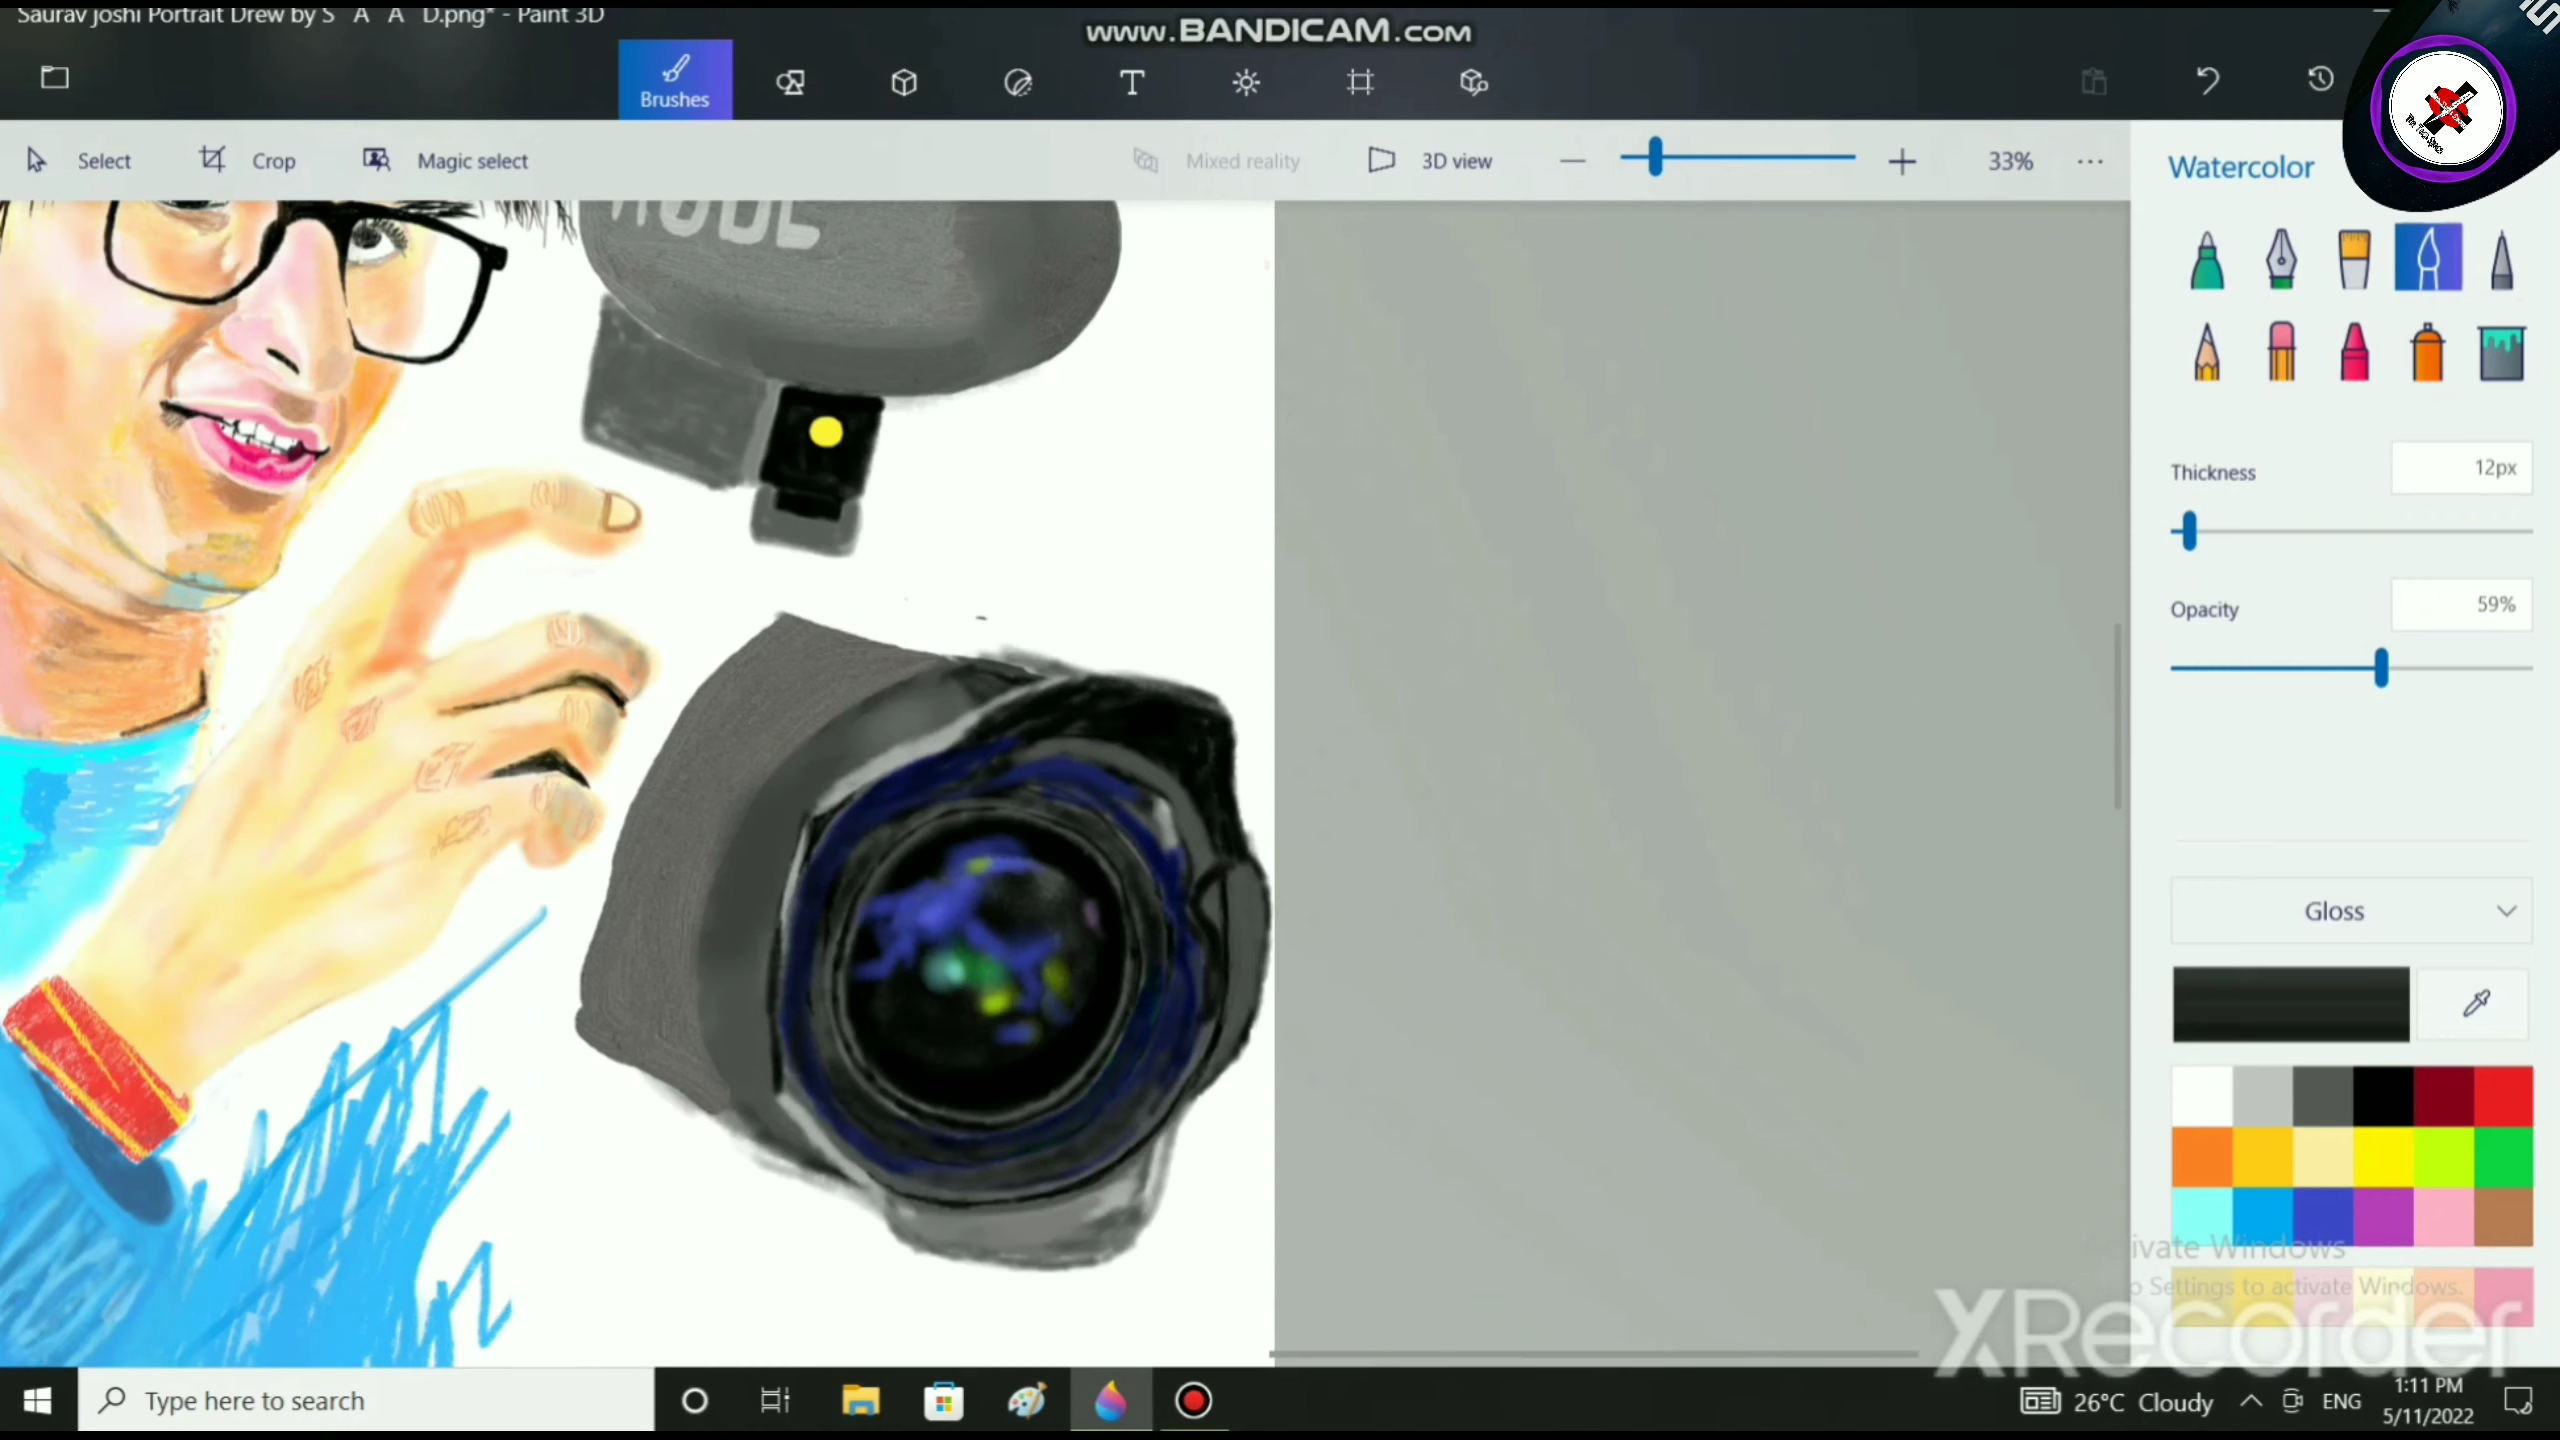 Saurav joshi Portrait Drew by S A A D.png* - Paint 3D
www.BANDICAM.com
Brushes
Select Crop Magic select Mixed reality 3D view 33% ...
Watercolor
Thickness 12px
Opacity 59%
Gloss
Settings to activate Windows.
XRecorder
Type here to search
26°C Cloudy ENG 1:11 PM
5/11/2022